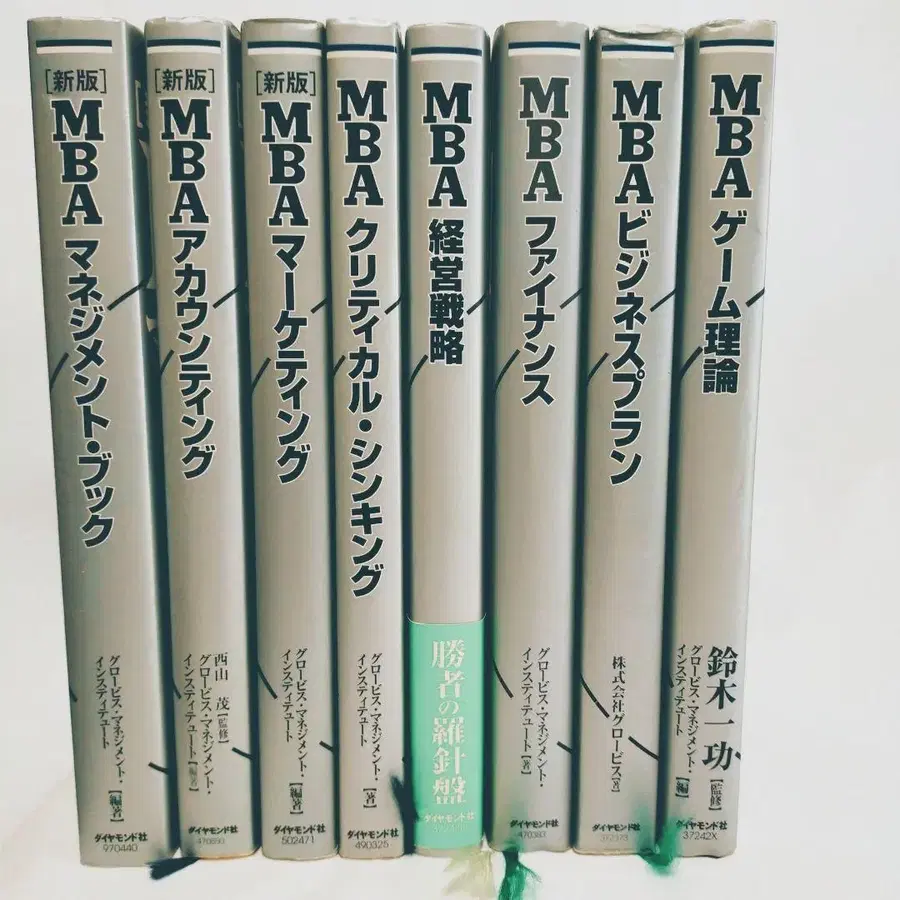 [新版]
MBA
マネジメント・ブック
グロービス・マネジメント・
インスティテュート
【編著】
ダイヤモンド社
970440
[新版]
MBA
アカウンティング
西山 茂【監修】
グロービス・マネジメント・
インスティテュート【編著】
ダイヤモンド社
[新版]
MBA
マーケティング
グロービス・マネジメント・
インスティテュート
【編著】
ダイヤモンド社
502471
MBA
クリティカル・シンキング
グロービス・マネジメント・
インスティテュート
【著】
ダイヤモンド社
490325
MBA
経営戦略
勝者の羅針盤
ダイヤモンド社
MBA
ファイナンス
グロービス・マネジメント・
インスティテュート【著】
ダイヤモンド社
470383
MBA
ビジネスプラン
株式会社グロービス【著】
ダイヤモンド社
MBA
ゲーム理論
鈴木一功【監修】
グロービス・マネジメント・
インスティテュート【編】
ダイヤモンド社
37242X